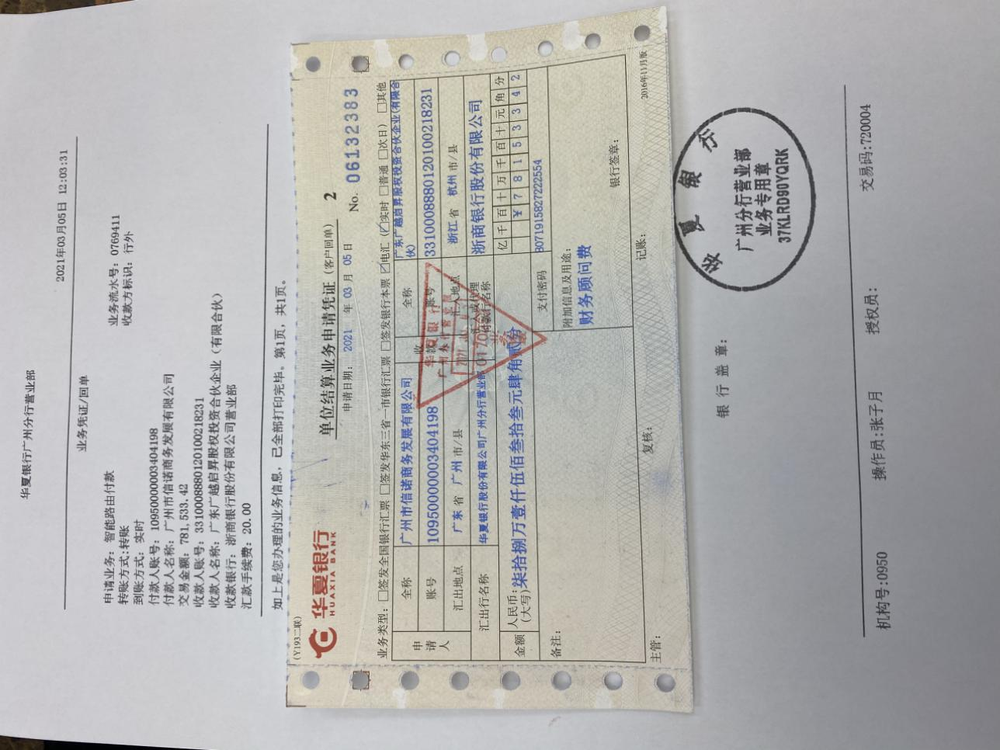 华夏银行广州分行营业部
2021年03月05日 12:03:31
业务凭证/回单
申请业务：智能路由付款
业务流水号：0769411
转账方式:转账
收款方标识：行外
到账方式：实时
付款人账号：10950000003404198
付款人名称：广州市信诺商务发展有限公司
交易金额：781,533.42
收款人账号：3310008880120100218231
收款人名称：广东广越启昇股权投资合伙企业（有限合伙）
收款银行：浙商银行股份有限公司营业部
汇款手续费：20.00
如上是您办理的业务信息，已全部打印完毕。第1页，共1页。
(Y193二联)
华夏银行
HUAXIA BANK
单位结算业务申请凭证（客户回单） 2
申请日期： 2021 年 03 月 05 日
No. 06132383
业务类型：□签发全国银行汇票 □签发华东三省一市银行汇票 □签发银行本票 ☑电汇（☑实时 □普通 □次日）□其他
申请人 全称 广州市信诺商务发展有限公司
账号 10950000003404198
汇出地点 广东 省 广州 市/县
汇出行名称 华夏银行股份有限公司广州分行营业部
收 全称 广东广越启昇股权投资合伙企业(有限合伙)
账号 3310008880120100218231
汇入地点 浙江 省 杭州 市/县
浙商银行股份有限公司
金额 人民币：(大写) 柒拾捌万壹仟伍佰叁拾叁元肆角贰分
亿 千 百 十 万 千 百 十 元 角 分
¥ 7 8 1 5 3 3 4 2
备注：
支付密码 8071915827222554
附加信息及用途：
财务顾问费
银行签章：
主管：
复核：
记账：
2016年11月版
华夏银行
广州分行营业部
业务专用章
37KLRD90YQRK
银 行 盖 章：
机构号:0950
操作员:张子月
授权员：
交易码:720004